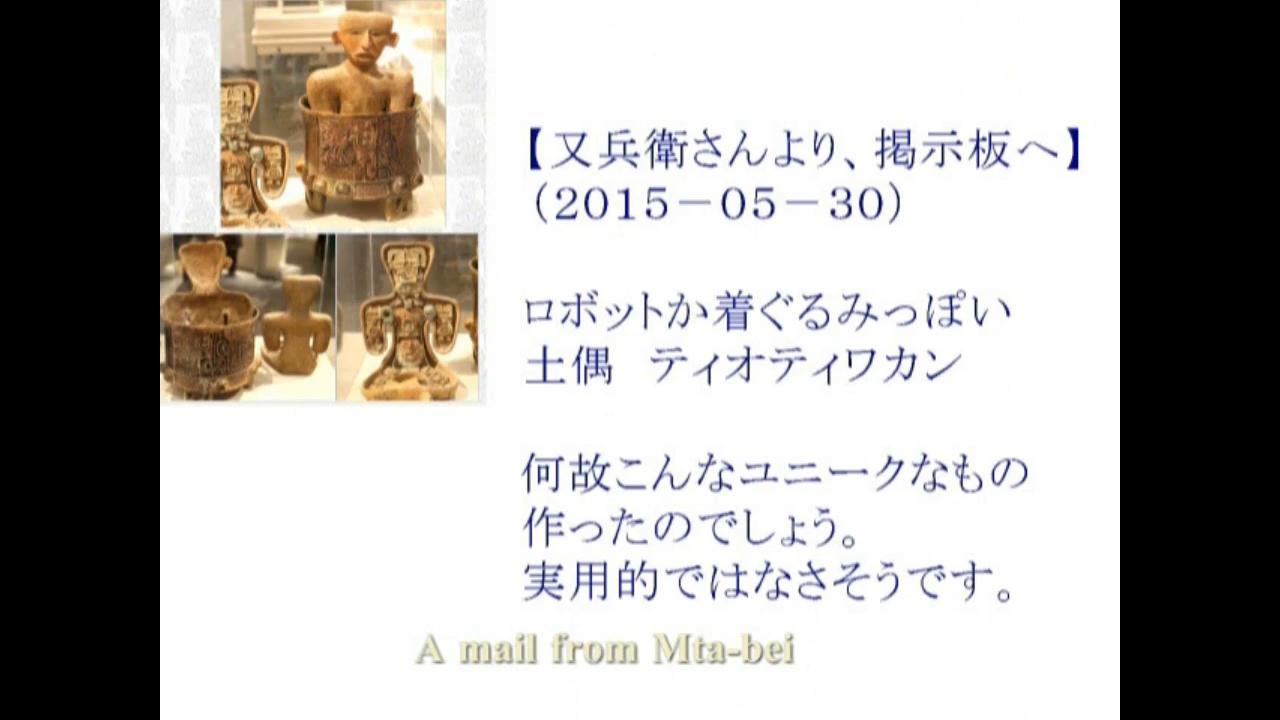 【又兵衛さんより、掲示板へ】
（２０１５－０５－３０）
ロボットか着ぐるみっぽい
土偶　ティオティワカン
何故こんなユニークなもの
作ったのでしょう。
実用的ではなさそうです。
A mail from Mta-bei